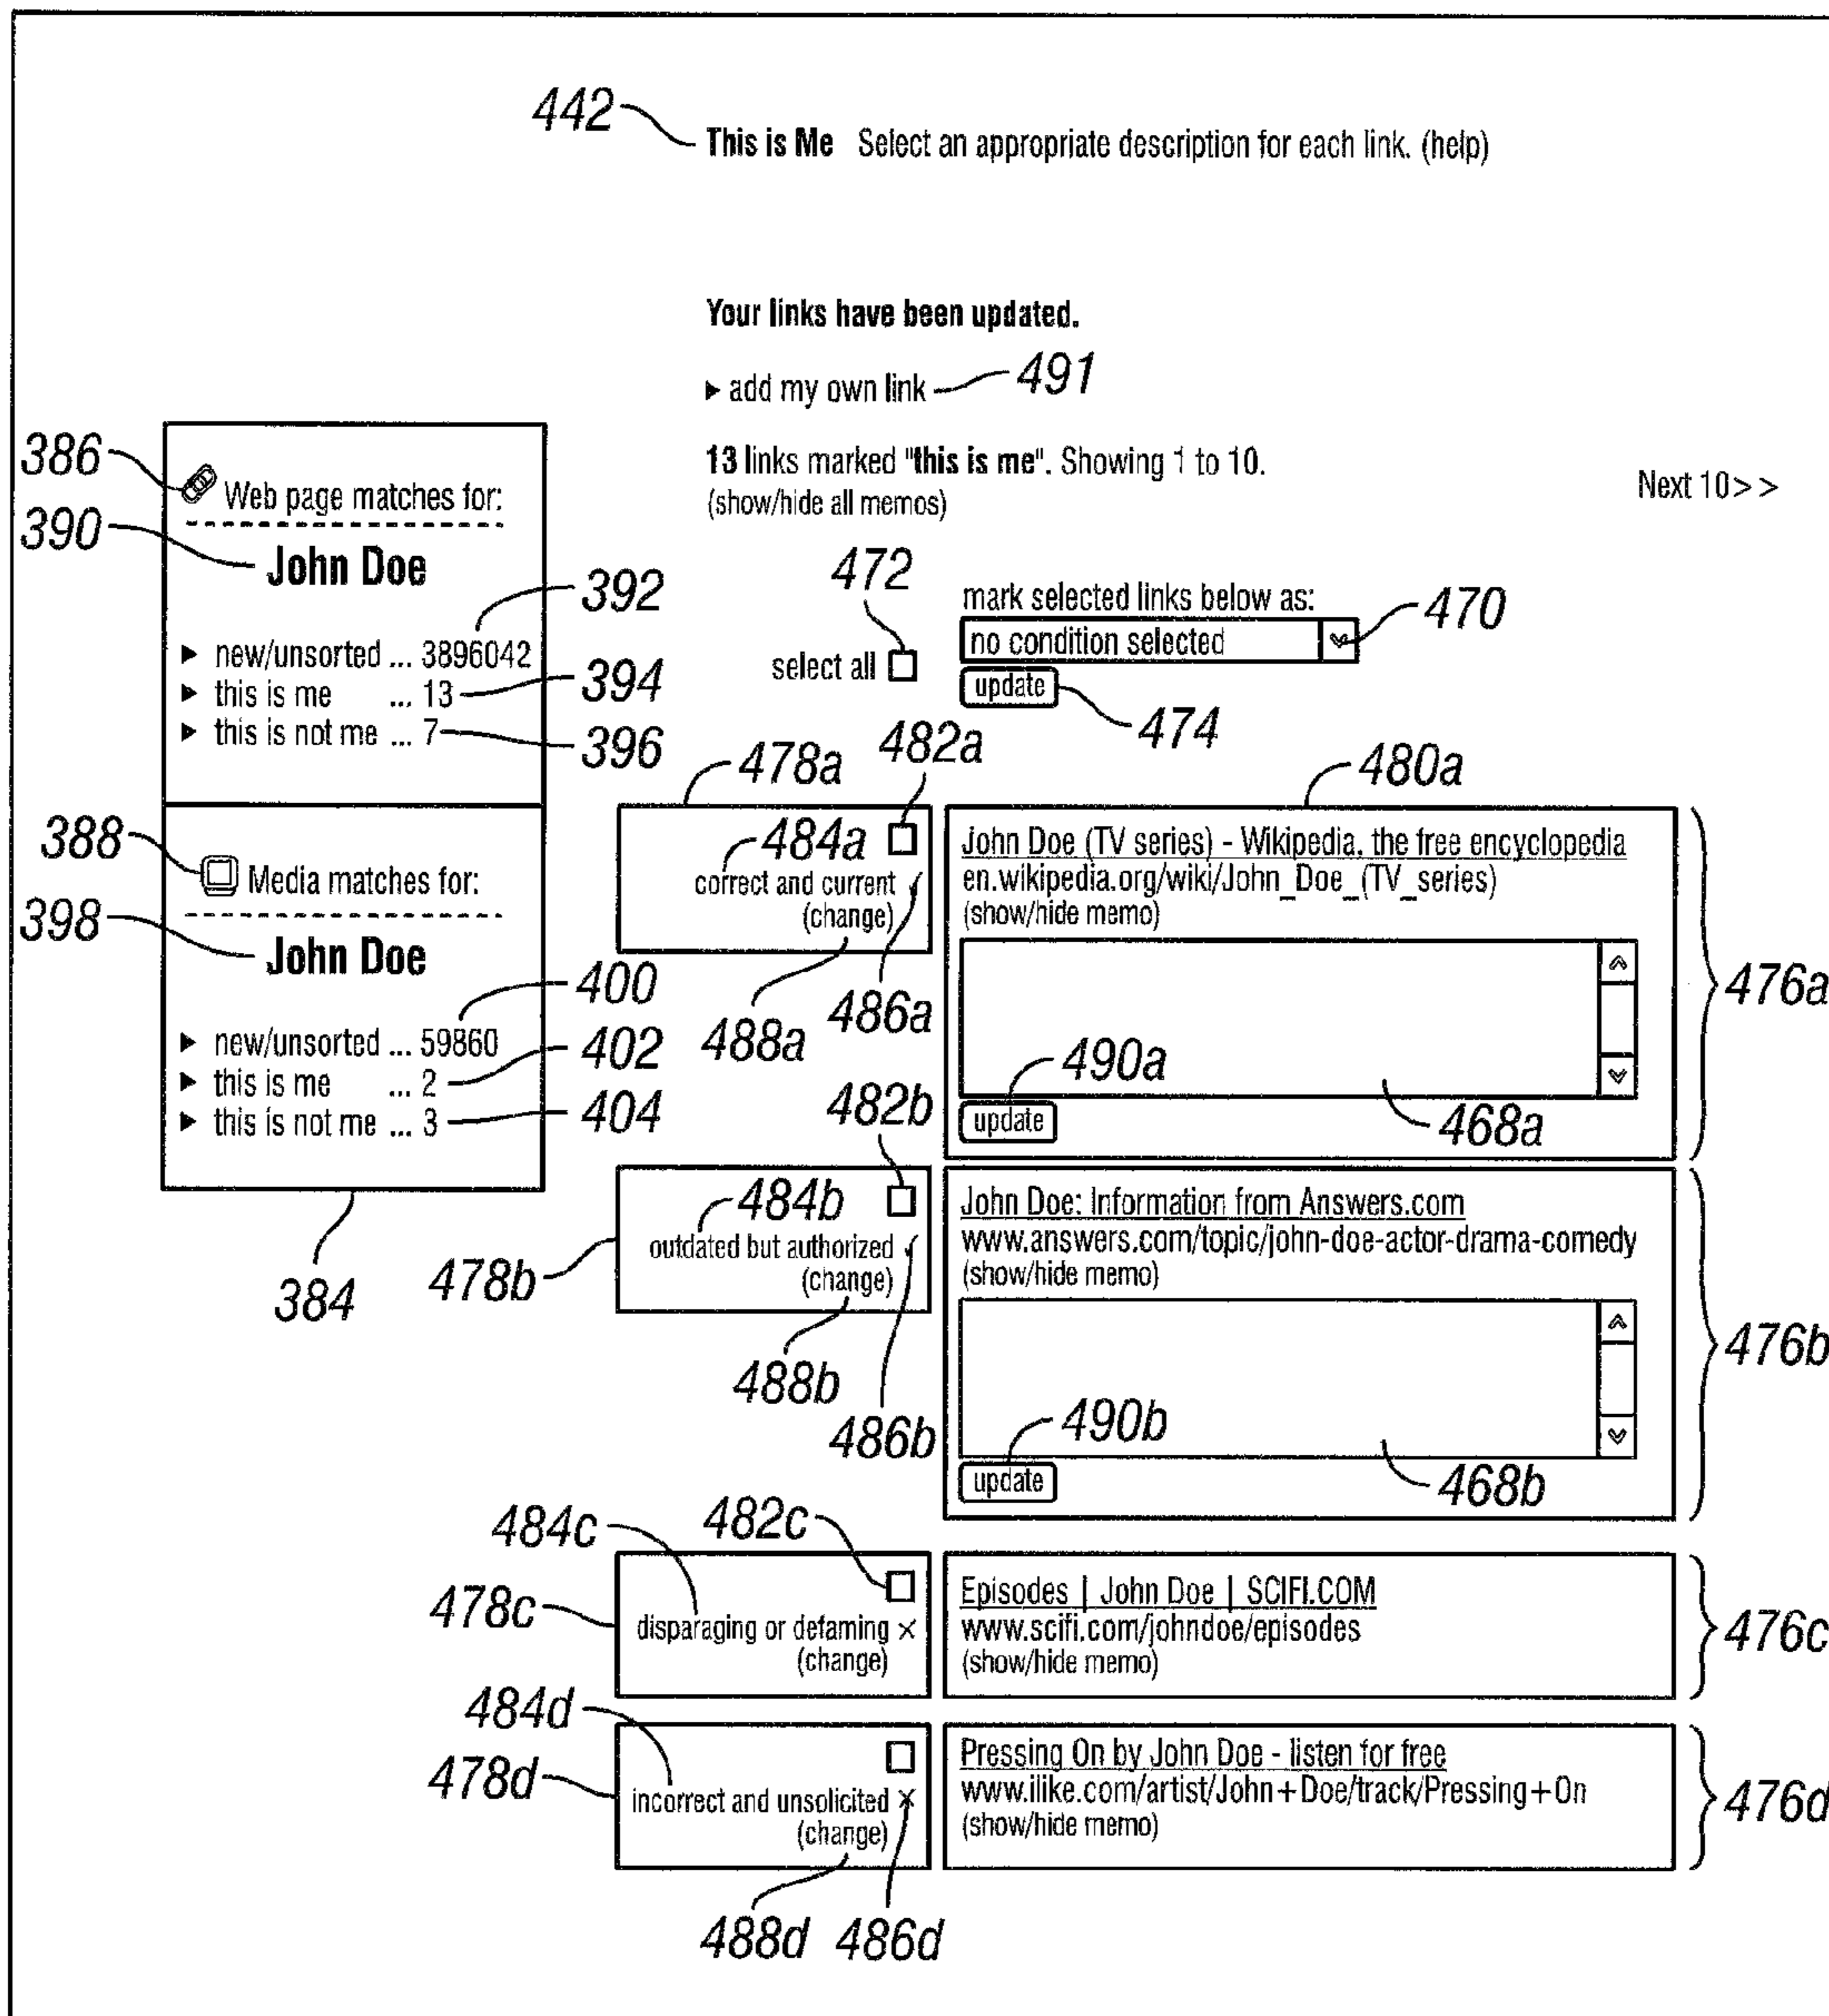 442
This is Me Select an appropriate description for each link. (help)
Your links have been updated.
▸ add my own link 491
13 links marked "this is me". Showing 1 to 10.
(show/hide all memos)
Next 10>>
386
Web page matches for:
390
John Doe
392
▸ new/unsorted ... 3896042
▸ this is me ... 13 394
▸ this is not me ... 7 396
388
Media matches for:
398
John Doe
400
▸ new/unsorted ... 59860
▸ this is me ... 2 402
▸ this is not me ... 3 404
384
472
select all
mark selected links below as:
no condition selected 470
update
474
478a 482a 480a
484a
correct and current ✓
(change)
488a 486a
John Doe (TV series) - Wikipedia, the free encyclopedia
en.wikipedia.org/wiki/John_Doe_(TV_series)
(show/hide memo)
476a
490a
update
468a
482b
484b
outdated but authorized ✓
(change)
478b
488b
486b
John Doe: Information from Answers.com
www.answers.com/topic/john-doe-actor-drama-comedy
(show/hide memo)
476b
490b
update
468b
484c 482c
478c
disparaging or defaming ×
(change)
Episodes | John Doe | SCIFI.COM
www.scifi.com/johndoe/episodes
(show/hide memo)
476c
484d
478d
incorrect and unsolicited ×
(change)
488d 486d
Pressing On by John Doe - listen for free
www.ilike.com/artist/John+Doe/track/Pressing+On
(show/hide memo)
476d